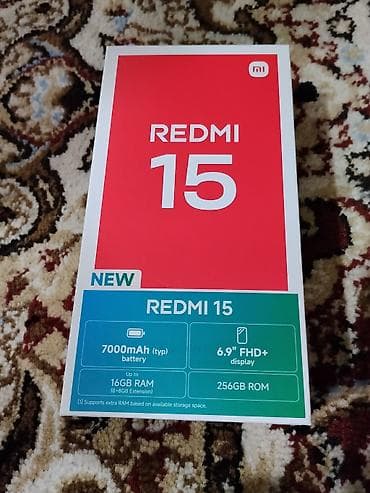 mi
REDMI
15
NEW
REDMI 15
7000mAh (typ)
battery
6.9" FHD+
display
Up to
16GB RAM
(8+8GB Extension)
256GB ROM
[1] Supports extra RAM based on available storage space.